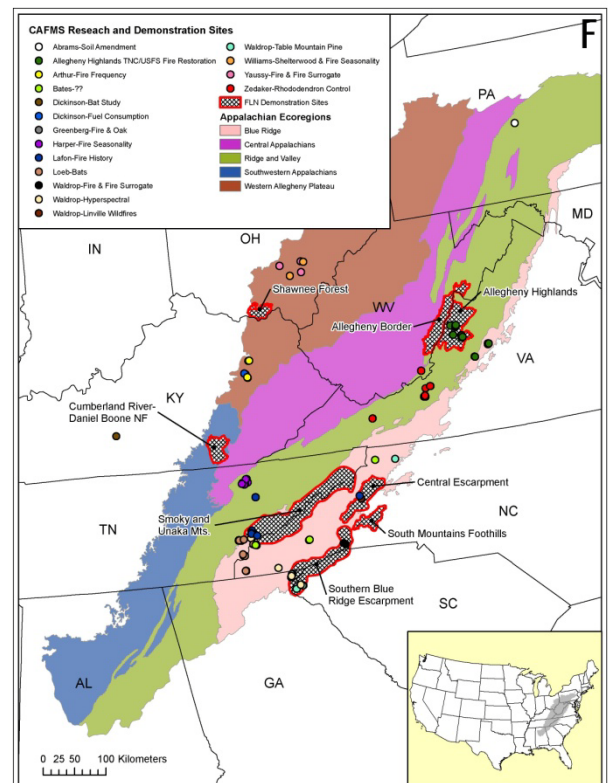 F
CAFMS Reseach and Demonstration Sites
Abrams-Soil Amendment
Allegheny Highlands TNC/USFS Fire Restoration
Arthur-Fire Frequency
Bates-??
Dickinson-Bat Study
Dickinson-Fuel Consumption
Greenberg-Fire & Oak
Harper-Fire Seasonality
Lafon-Fire History
Loeb-Bats
Waldrop-Fire & Fire Surrogate
Waldrop-Hyperspectral
Waldrop-Linville Wildfires
Waldrop-Table Mountain Pine
Williams-Shelterwood & Fire Seasonality
Yaussy-Fire & Fire Surrogate
Zedaker-Rhododendron Control
FLN Demonstration Sites
Appalachian Ecoregions
Blue Ridge
Central Appalachians
Ridge and Valley
Southwestern Appalachians
Western Allegheny Plateau
PA
MD
IN
OH
Shawnee Forest
WV
Allegheny Highlands
Allegheny Border
VA
KY
Cumberland River-
Daniel Boone NF
Central Escarpment
TN
NC
Smoky and
Unaka Mts.
South Mountains Foothills
Southern Blue
Ridge Escarpment
SC
AL
GA
0 25 50 100 Kilometers